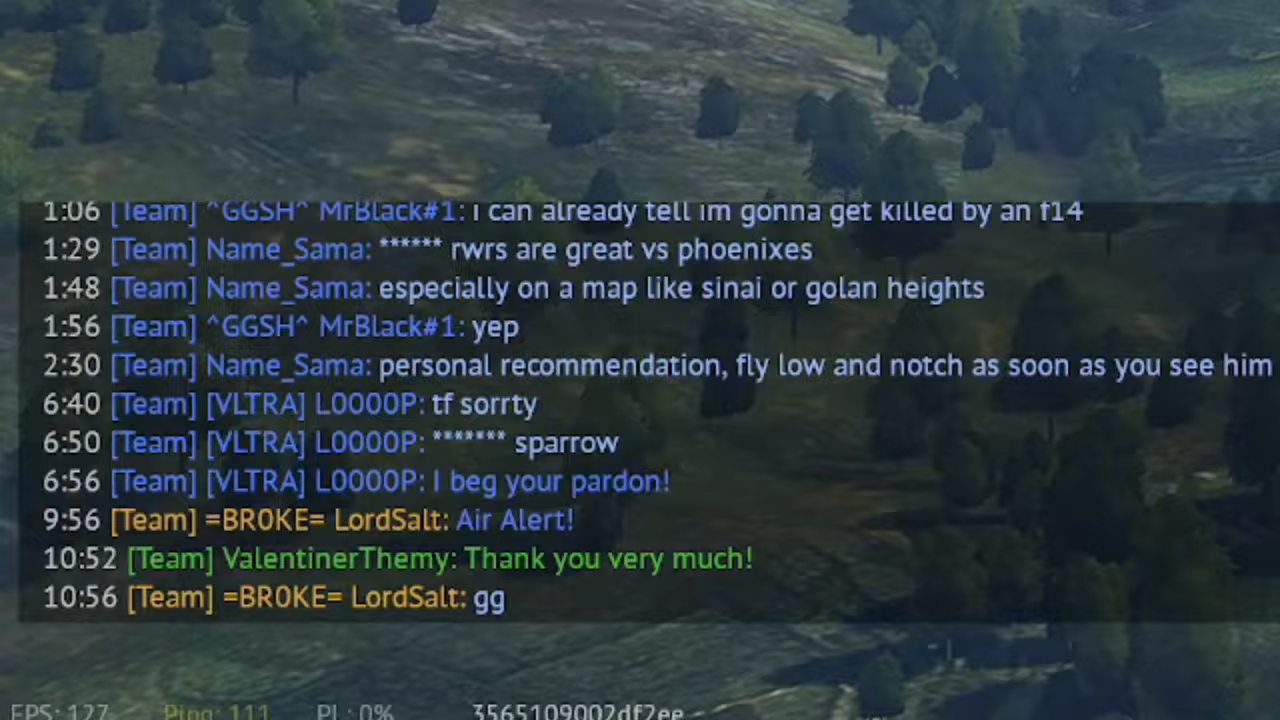 1:06 [Team] ^GGSH^ MrBlack#1: i can already tell im gonna get killed by an f14
1:29 [Team] Name_Sama: ****** rwrs are great vs phoenixes
1:48 [Team] Name_Sama: especially on a map like sinai or golan heights
1:56 [Team] ^GGSH^ MrBlack#1: yep
2:30 [Team] Name_Sama: personal recommendation, fly low and notch as soon as you see him
6:40 [Team] [VLTRA] L0000P: tf sorrty
6:50 [Team] [VLTRA] L0000P: ******* sparrow
6:56 [Team] [VLTRA] L0000P: I beg your pardon!
9:56 [Team] =BR0KE= LordSalt: Air Alert!
10:52 [Team] ValentinerThemy: Thank you very much!
10:56 [Team] =BR0KE= LordSalt: gg
FPS: 127 Ping: 111 PL: 0% 3565109002df2ee